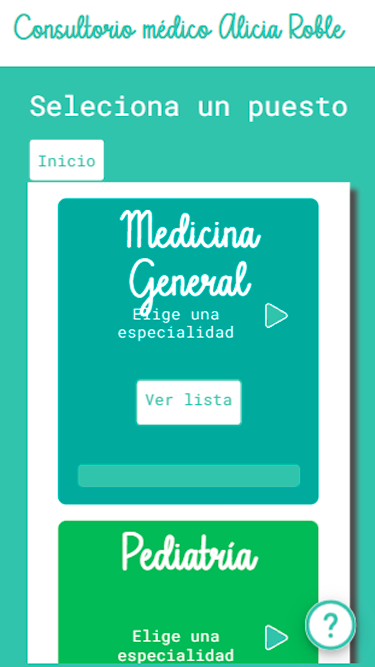 Consultorio médico Alicia Roble
Seleciona un puesto
Inicio
Medicina
General
Elige una
especialidad
Ver lista
Pediatría
Elige una
especialidad
?